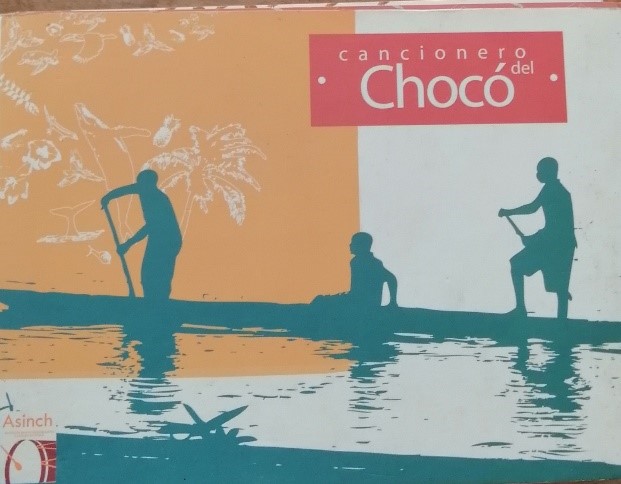 cancionero
del
Chocó
Asinch